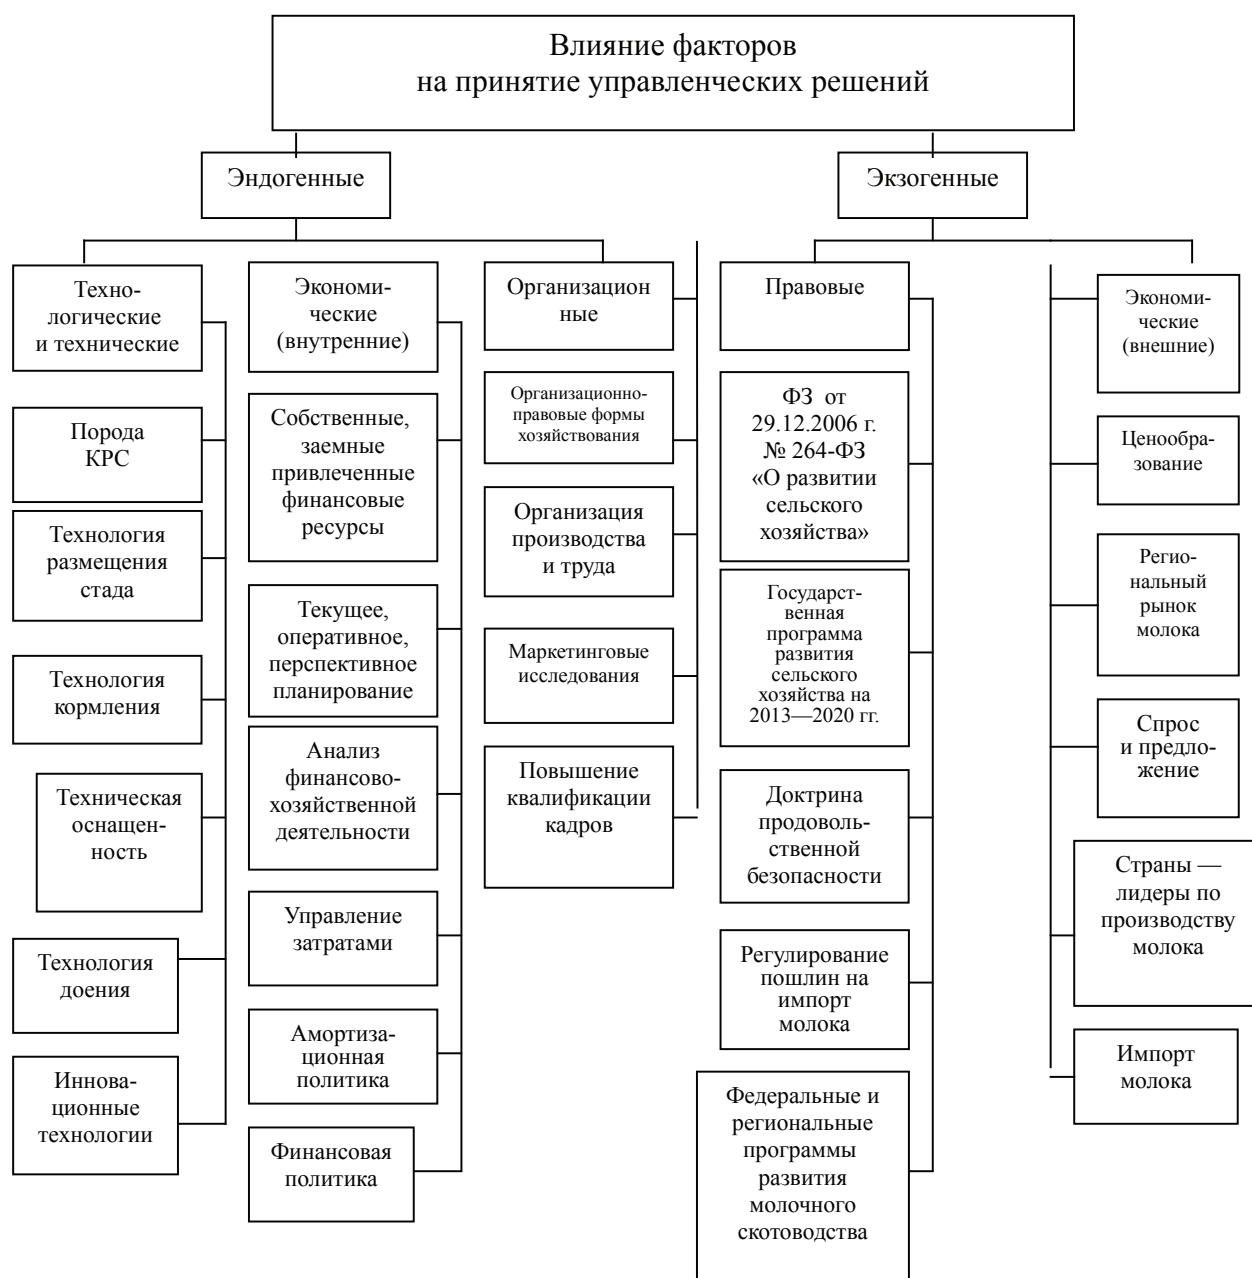 Влияние факторов
на принятие управленческих решений
Эндогенные
Экзогенные
Техно-
логические
и технические
Порода
КРС
Технология
размещения
стада
Технология
кормления
Техническая
оснащен-
ность
Технология
доения
Иннова-
ционные
технологии
Экономи-
ческие
(внутренние)
Собственные,
заемные
привлеченные
финансовые
ресурсы
Текущее,
оперативное,
перспективное
планирование
Анализ
финансово-
хозяйственной
деятельности
Управление
затратами
Амортиза-
ционная
политика
Финансовая
политика
Организацион
ные
Организационно-
правовые формы
хозяйствования
Организация
производства
и труда
Маркетинговые
исследования
Повышение
квалификации
кадров
Правовые
ФЗ от
29.12.2006 г.
№ 264-ФЗ
«О развитии
сельского
хозяйства»
Государст-
венная
программа
развития
сельского
хозяйства на
2013—2020 гг.
Доктрина
продоволь-
ственной
безопасности
Регулирование
пошлин на
импорт
молока
Федеральные и
региональные
программы
развития
молочного
скотоводства
Экономи-
ческие
(внешние)
Ценообра-
зование
Регио-
нальный
рынок
молока
Спрос
и предло-
жение
Страны —
лидеры по
производству
молока
Импорт
молока